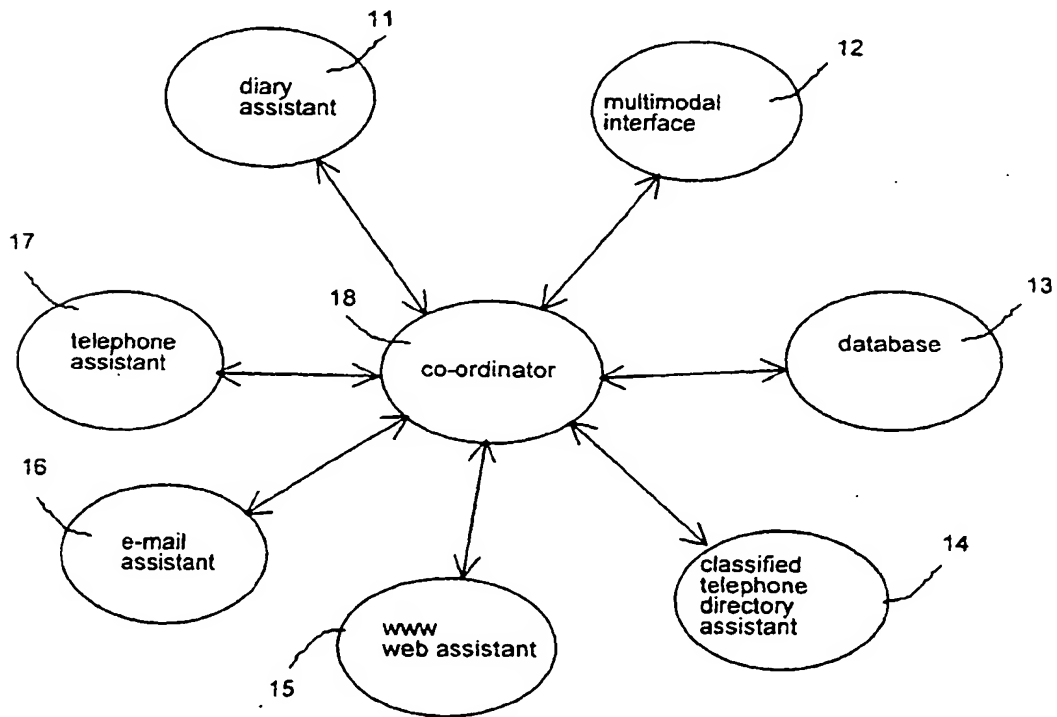 11
diary
assistant
12
multimodal
interface
17
telephone
assistant
18
co-ordinator
13
database
16
e-mail
assistant
www
web assistant
15
classified
telephone
directory
assistant
14